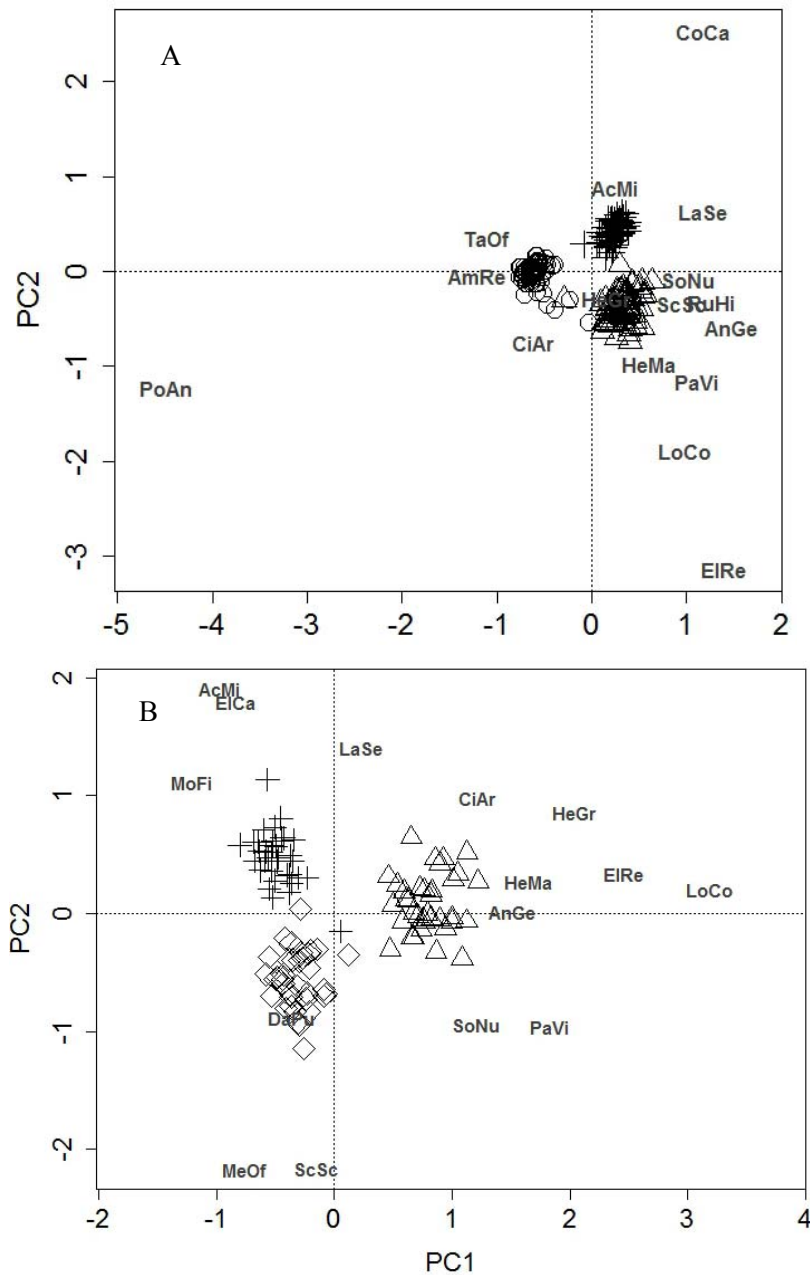 A
CoCa
AcMi
LaSe
TaOf
AmRe
SoNu
HeGr ScSc RuHi
AnGe
CiAr
HeMa
PaVi
PoAn
LoCo
ElRe
2
1
0
-1
-2
-3
PC2
-5 -4 -3 -2 -1 0 1 2
B
AcMi
ElCa
LaSe
MoFi
CiAr
HeGr
ElRe
HeMa
LoCo
AnGe
DaPu
SoNu PaVi
MeOf ScSc
2
1
0
-1
-2
PC2
-2 -1 0 1 2 3 4
PC1